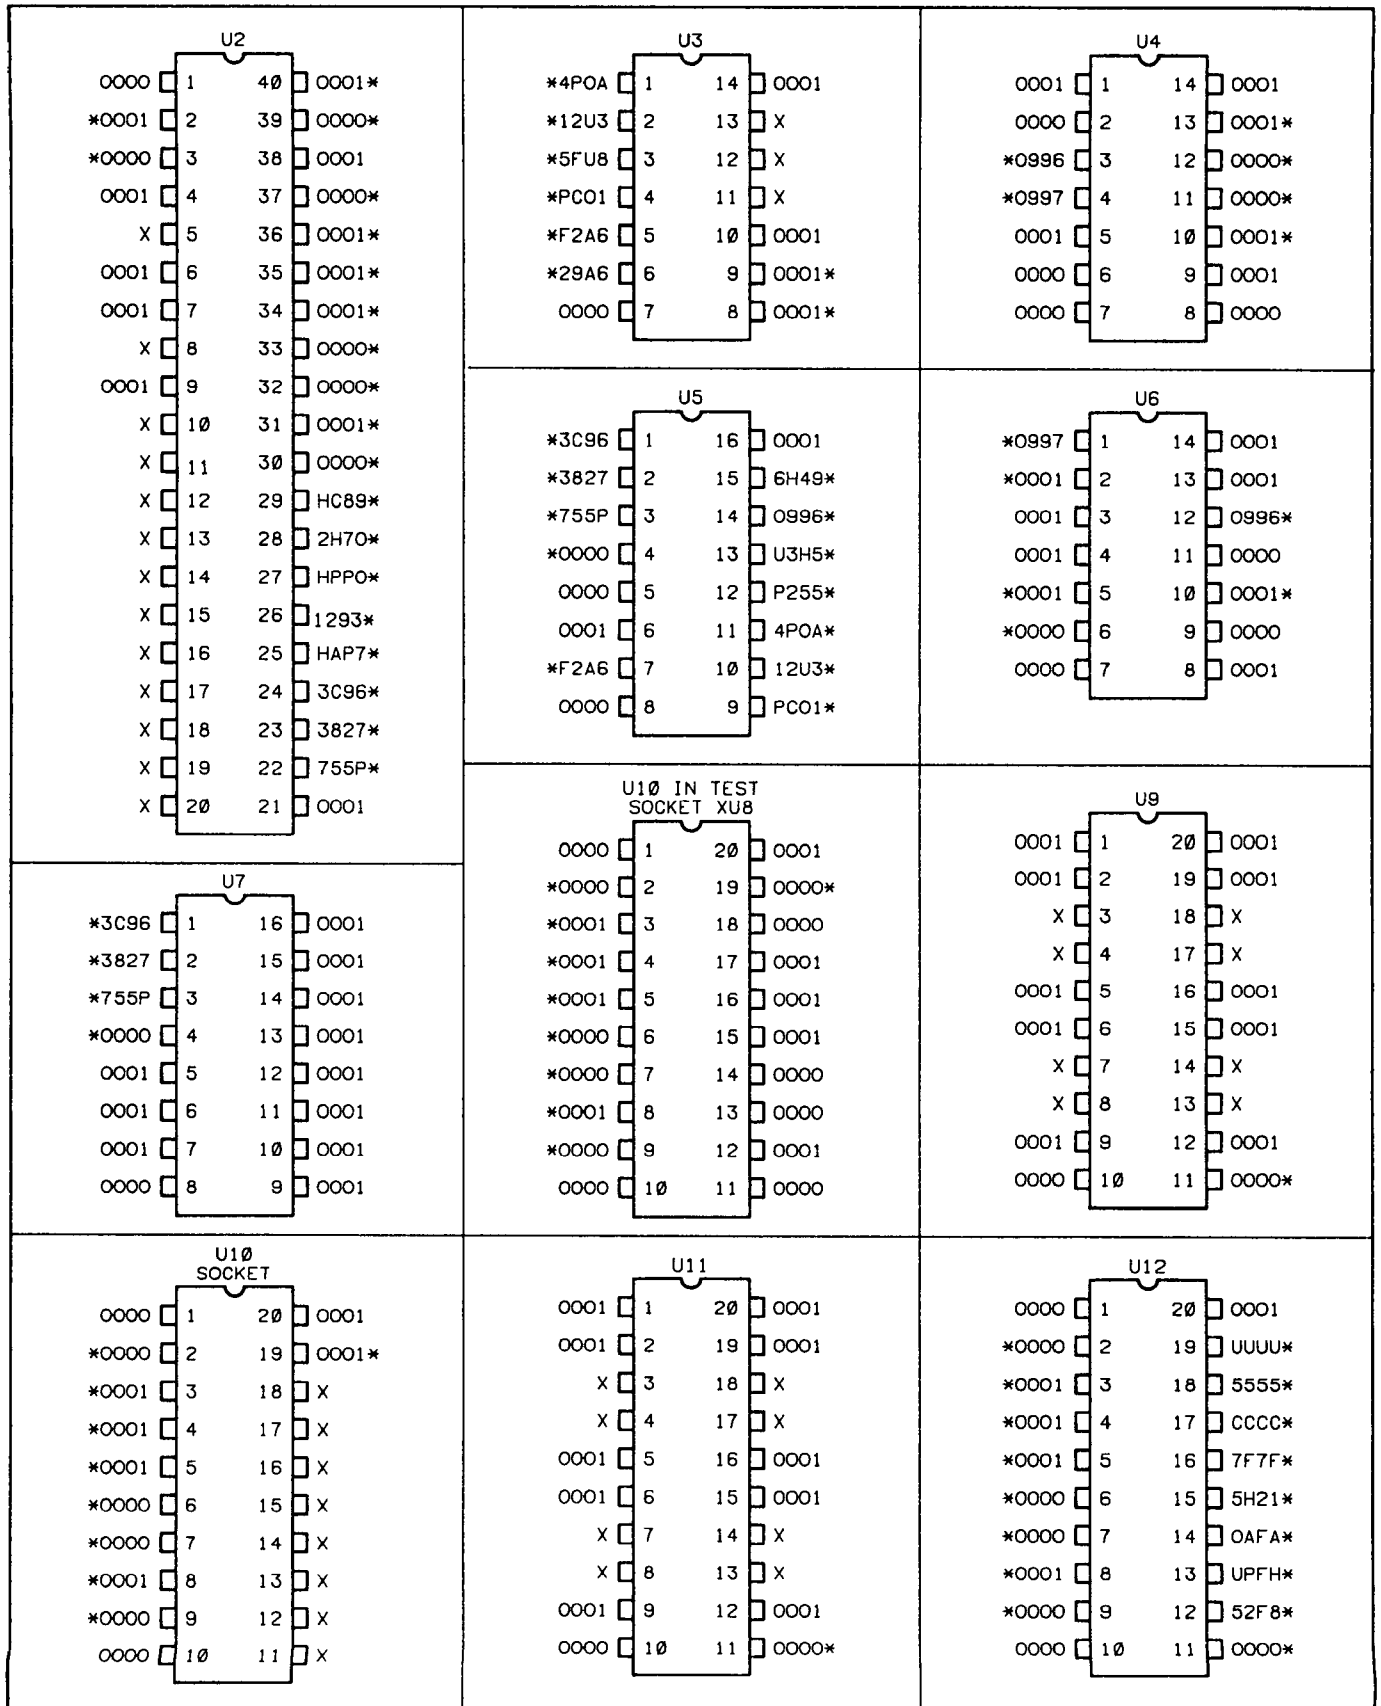 U2
0000 1 40 0001*
*0001 2 39 0000*
*0000 3 38 0001
0001 4 37 0000*
X 5 36 0001*
0001 6 35 0001*
0001 7 34 0001*
X 8 33 0000*
0001 9 32 0000*
X 10 31 0001*
X 11 30 0000*
X 12 29 HC89*
X 13 28 2H70*
X 14 27 HPP0*
X 15 26 1293*
X 16 25 HAP7*
X 17 24 3C96*
X 18 23 3827*
X 19 22 755P*
X 20 21 0001
U3
*4P0A 1 14 0001
*12U3 2 13 X
*5FU8 3 12 X
*PC01 4 11 X
*F2A6 5 10 0001
*29A6 6 9 0001*
0000 7 8 0001*
U4
0001 1 14 0001
0000 2 13 0001*
*0996 3 12 0000*
*0997 4 11 0000*
0001 5 10 0001*
0000 6 9 0001
0000 7 8 0000
U5
*3C96 1 16 0001
*3827 2 15 6H49*
*755P 3 14 0996*
*0000 4 13 U3H5*
0000 5 12 P255*
0001 6 11 4P0A*
*F2A6 7 10 12U3*
0000 8 9 PC01*
U6
*0997 1 14 0001
*0001 2 13 0001
0001 3 12 0996*
0001 4 11 0000
*0001 5 10 0001*
*0000 6 9 0000
0000 7 8 0001
U7
*3C96 1 16 0001
*3827 2 15 0001
*755P 3 14 0001
*0000 4 13 0001
0001 5 12 0001
0001 6 11 0001
0001 7 10 0001
0000 8 9 0001
U10 IN TEST
SOCKET XU8
0000 1 20 0001
*0000 2 19 0000*
*0001 3 18 0000
*0001 4 17 0001
*0001 5 16 0001
*0000 6 15 0001
*0000 7 14 0000
*0001 8 13 0000
*0000 9 12 0001
0000 10 11 0000
U9
0001 1 20 0001
0001 2 19 0001
X 3 18 X
X 4 17 X
0001 5 16 0001
0001 6 15 0001
X 7 14 X
X 8 13 X
0001 9 12 0001
0000 10 11 0000*
U10
SOCKET
0000 1 20 0001
*0000 2 19 0001*
*0001 3 18 X
*0001 4 17 X
*0001 5 16 X
*0000 6 15 X
*0000 7 14 X
*0001 8 13 X
*0000 9 12 X
0000 10 11 X
U11
0001 1 20 0001
0001 2 19 0001
X 3 18 X
X 4 17 X
0001 5 16 0001
0001 6 15 0001
X 7 14 X
X 8 13 X
0001 9 12 0001
0000 10 11 0000*
U12
0000 1 20 0001
*0000 2 19 UUUU*
*0001 3 18 5555*
*0001 4 17 CCCC*
*0001 5 16 7F7F*
*0000 6 15 5H21*
*0000 7 14 0AFA*
*0001 8 13 UPFH*
*0000 9 12 52F8*
0000 10 11 0000*